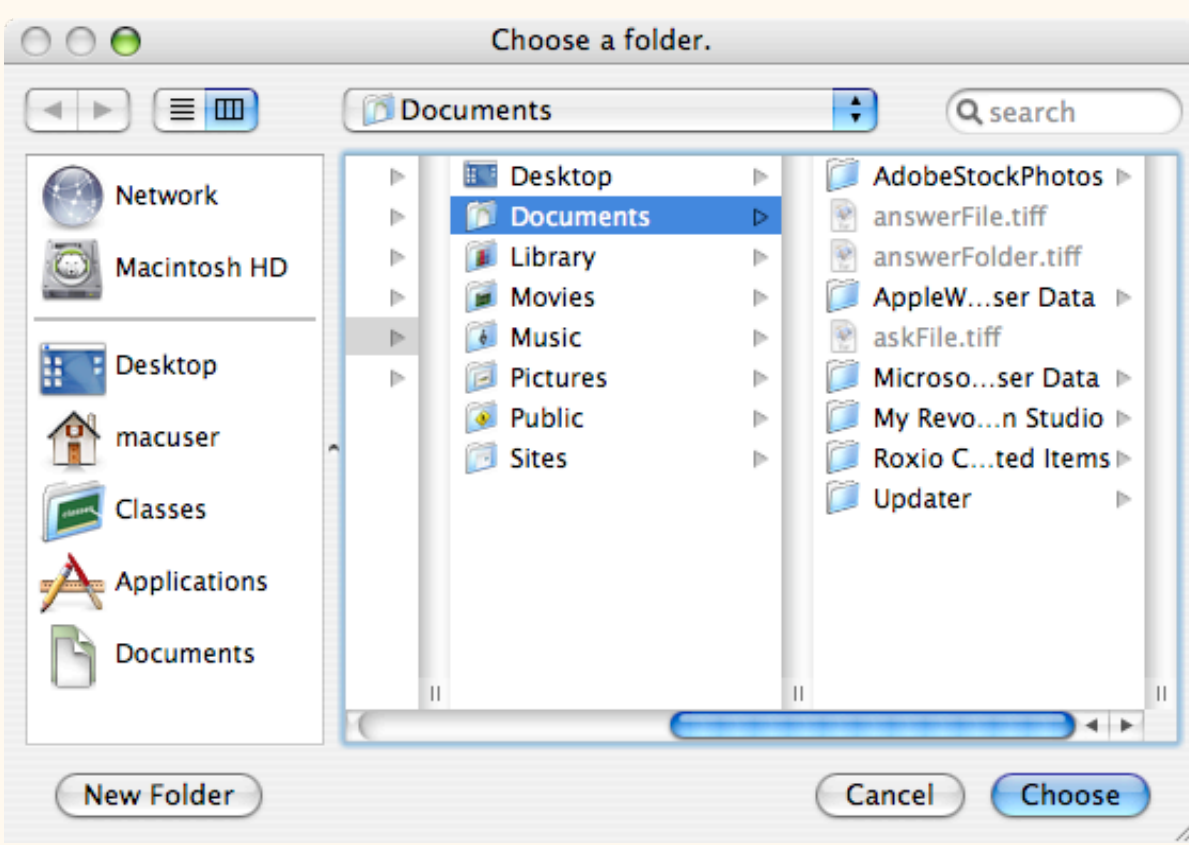 Choose a folder.
Documents
search
Network
Macintosh HD
Desktop
macuser
Classes
Applications
Documents
Desktop
Documents
Library
Movies
Music
Pictures
Public
Sites
AdobeStockPhotos
answerFile.tiff
answerFolder.tiff
AppleW...ser Data
askFile.tiff
Microso...ser Data
My Revo...n Studio
Roxio C...ted Items
Updater
New Folder
Cancel
Choose